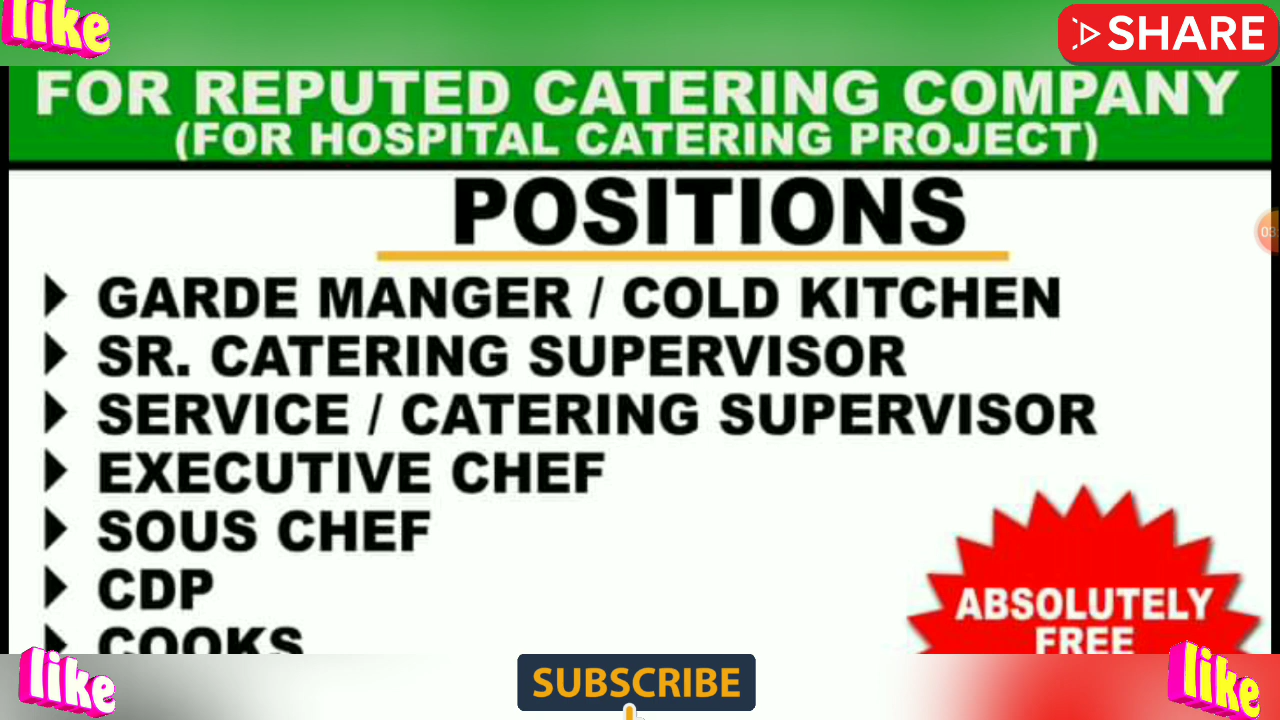 like
SHARE
FOR REPUTED CATERING COMPANY
(FOR HOSPITAL CATERING PROJECT)
POSITIONS
GARDE MANGER / COLD KITCHEN
SR. CATERING SUPERVISOR
SERVICE / CATERING SUPERVISOR
EXECUTIVE CHEF
SOUS CHEF
CDP
COOKS
ABSOLUTELY
FREE
like
SUBSCRIBE
like